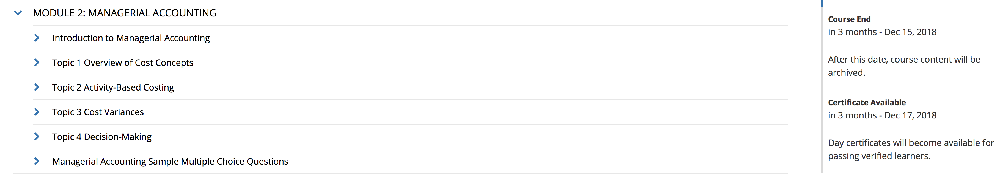 MODULE 2: MANAGERIAL ACCOUNTING
Introduction to Managerial Accounting
Topic 1 Overview of Cost Concepts
Topic 2 Activity-Based Costing
Topic 3 Cost Variances
Topic 4 Decision-Making
Managerial Accounting Sample Multiple Choice Questions
Course End
in 3 months - Dec 15, 2018
After this date, course content will be
archived.
Certificate Available
in 3 months - Dec 17, 2018
Day certificates will become available for
passing verified learners.